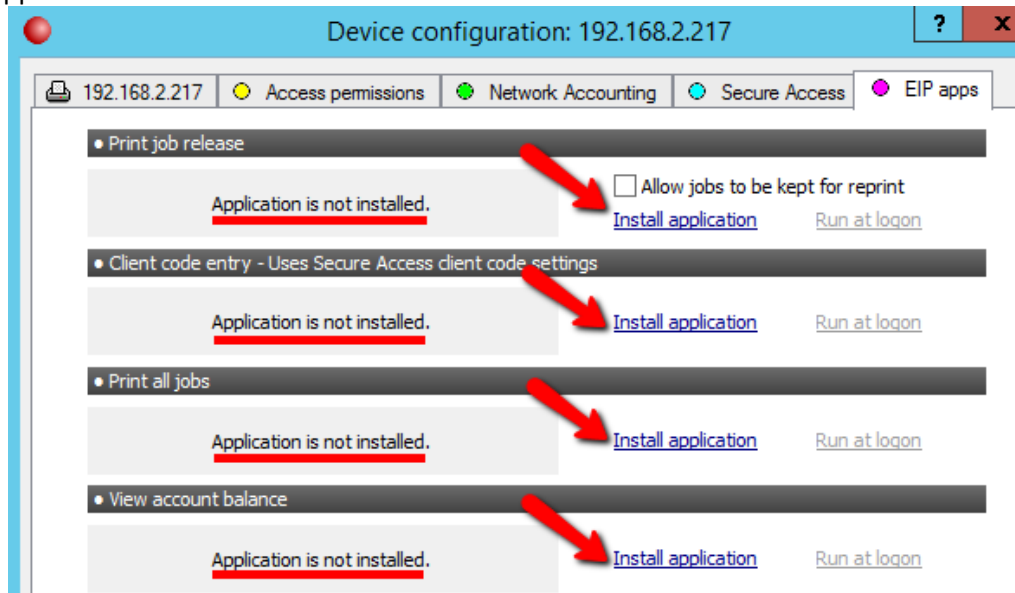 Device configuration: 192.168.2.217 ? x
192.168.2.217 Access permissions Network Accounting Secure Access EIP apps
• Print job release
Allow jobs to be kept for reprint
Application is not installed.
Install application Run at logon
• Client code entry - Uses Secure Access client code settings
Application is not installed. Install application Run at logon
• Print all jobs
Application is not installed. Install application Run at logon
• View account balance
Application is not installed. Install application Run at logon